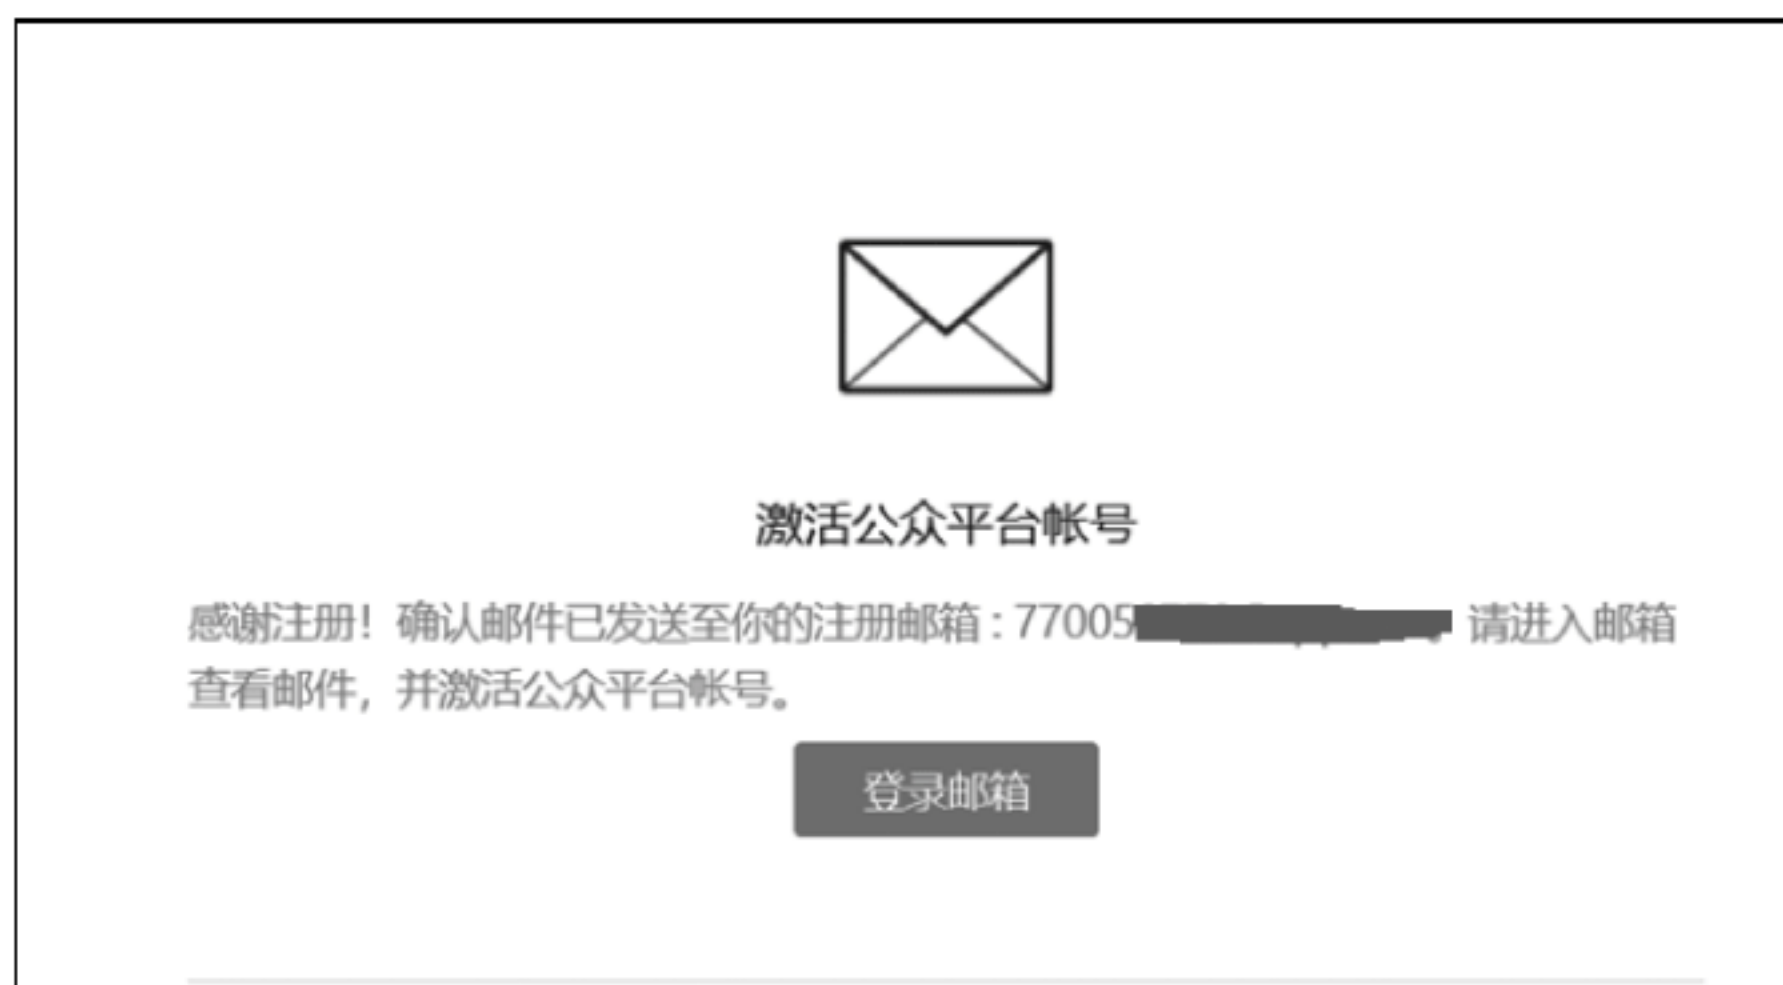 激活公众平台帐号
感谢注册！确认邮件已发送至你的注册邮箱：77005 请进入邮箱
查看邮件，并激活公众平台帐号。
登录邮箱